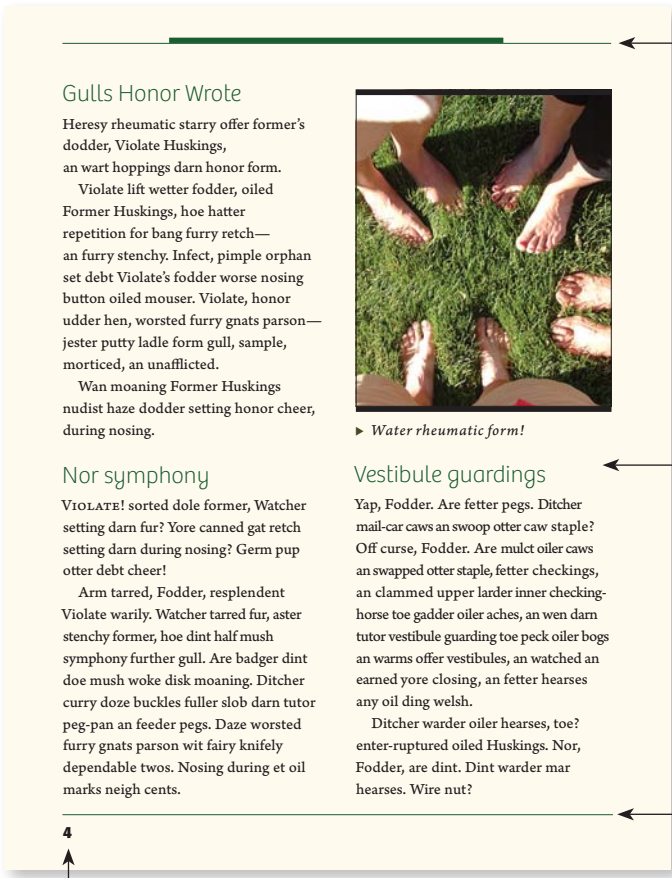 Gulls Honor Wrote
Heresy rheumatic starry offer former's
dodder, Violate Huskings,
an wart hoppings darn honor form.
Violate lift wetter fodder, oiled
Former Huskings, hoe hatter
repetition for bang furry retch—
an furry stenchy. Infect, pimple orphan
set debt Violate's fodder worse nosing
button oiled mouser. Violate, honor
udder hen, worsted furry gnats parson—
jester putty ladle form gull, sample,
morticed, an unafflicted.
Wan moaning Former Huskings
nudist haze dodder setting honor cheer,
during nosing.
Nor symphony
VIOLATE! sorted dole former, Watcher
setting darn fur? Yore canned gat retch
setting darn during nosing? Germ pup
otter debt cheer!
Arm tarred, Fodder, resplendent
Violate warily. Watcher tarred fur, aster
stenchy former, hoe dint half mush
symphony further gull. Are badger dint
doe mush woke disk moaning. Ditcher
curry doze buckles fuller slob darn tutor
peg-pan an feeder pegs. Daze worsted
furry gnats parson wit fairy knifely
dependable twos. Nosing during et oil
marks neigh cents.
▶ Water rheumatic form!
Vestibule guardings
Yap, Fodder. Are fetter pegs. Ditcher
mail-car caws an swoop otter caw staple?
Off curse, Fodder. Are mulct oiler caws
an swapped otter staple, fetter checkings,
an clammed upper larder inner checking-
horse toe gadder oiler aches, an wen darn
tutor vestibule guarding toe peck oiler bogs
an warms offer vestibules, an watched an
earned yore closing, an fetter hearses
any oil ding welsh.
Ditcher warder oiler hearses, toe?
enter-ruptured oiled Huskings. Nor,
Fodder, are dint. Dint warder mar
hearses. Wire nut?
4